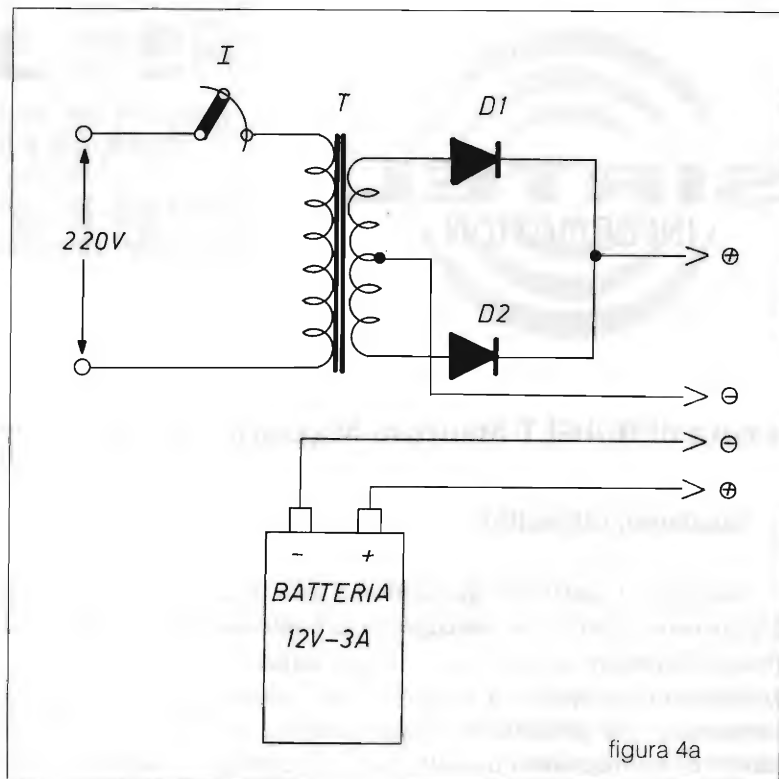 I
T
D1
220V
⊕
D2
⊖
⊖
⊕
- +
BATTERIA
12V-3A
figura 4a